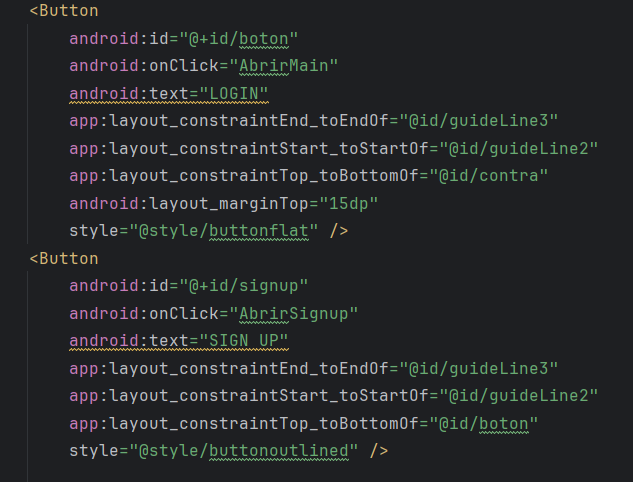 <Button
android:id="@+id/boton"
android:onClick="AbrirMain"
android:text="LOGIN"
app:layout_constraintEnd_toEndOf="@id/guideLine3"
app:layout_constraintStart_toStartOf="@id/guideLine2"
app:layout_constraintTop_toBottomOf="@id/contra"
android:layout_marginTop="15dp"
style="@style/buttonflat" />
<Button
android:id="@+id/signup"
android:onClick="AbrirSignup"
android:text="SIGN UP"
app:layout_constraintEnd_toEndOf="@id/guideLine3"
app:layout_constraintStart_toStartOf="@id/guideLine2"
app:layout_constraintTop_toBottomOf="@id/boton"
style="@style/buttonoutlined" />